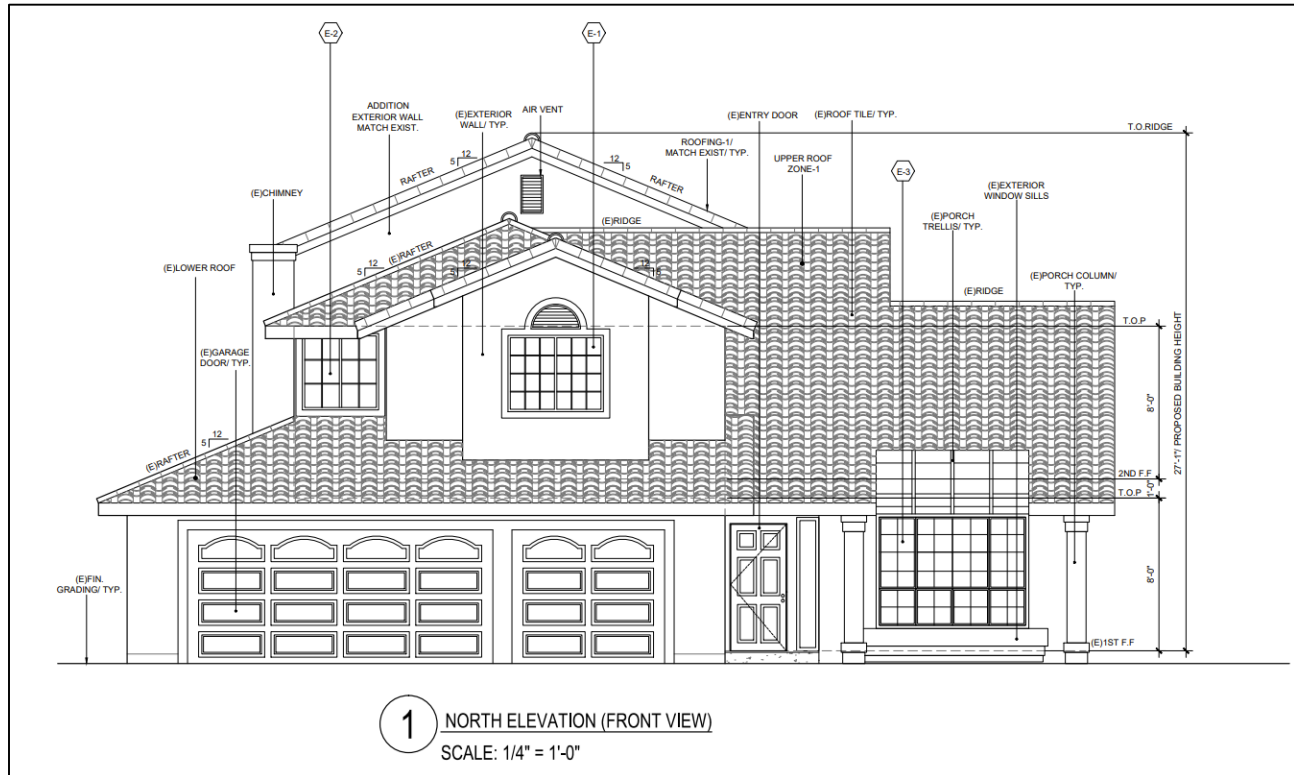 E-2
E-1
ADDITION
EXTERIOR WALL
MATCH EXIST.
(E)EXTERIOR
WALL/ TYP.
AIR VENT
(E)ENTRY DOOR
(E)ROOF TILE/ TYP.
T.O.RIDGE
ROOFING-1/
MATCH EXIST/ TYP.
UPPER ROOF
ZONE-1
E-3
(E)EXTERIOR
WINDOW SILLS
12
5
12
5
RAFTER
RAFTER
(E)CHIMNEY
(E)PORCH
TRELLIS/ TYP.
(E)RIDGE
(E)LOWER ROOF
(E)RAFTER
12
5
12
5
12
5
(E)PORCH COLUMN/
TYP.
(E)RIDGE
T.O.P
(E)GARAGE
DOOR/ TYP.
8'-0"
27'-1"/ PROPOSED BUILDING HEIGHT
12
5
(E)RAFTER
2ND F.F
T.O.P
1'-0"
(E)FIN.
GRADING/ TYP.
8'-0"
(E)1ST F.F
1
NORTH ELEVATION (FRONT VIEW)
SCALE: 1/4" = 1'-0"